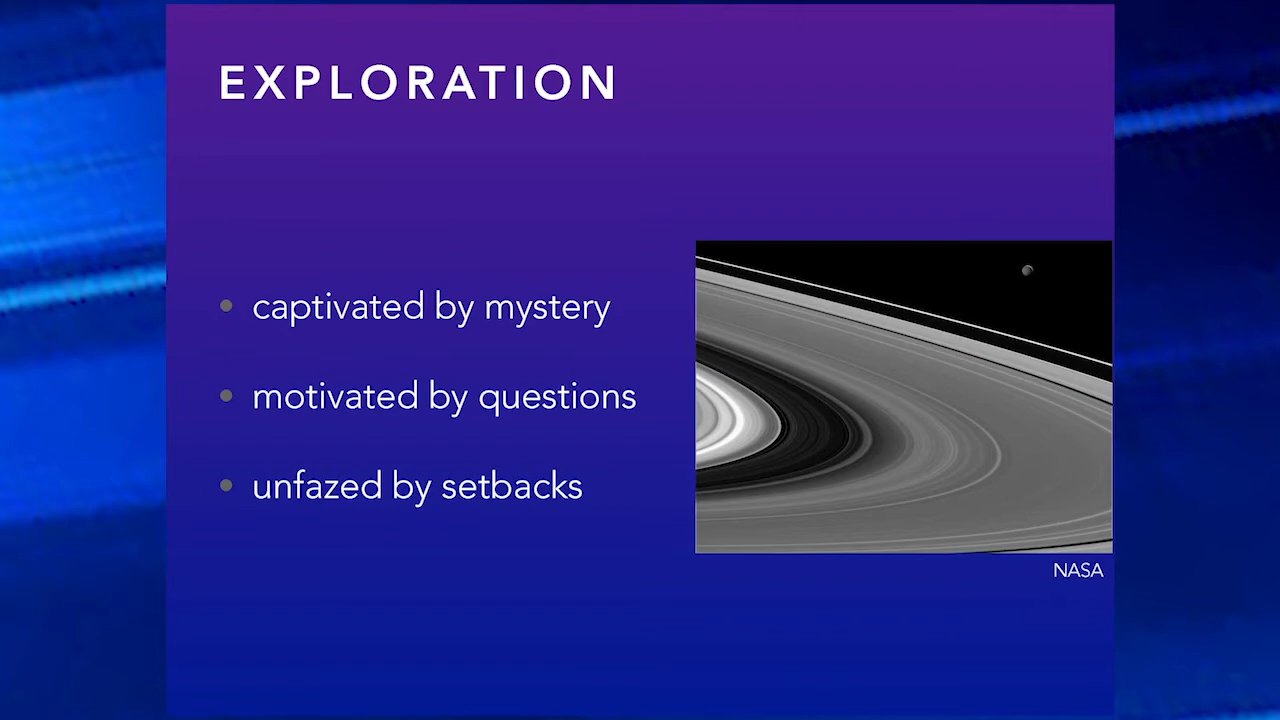 EXPLORATION
• captivated by mystery
• motivated by questions
• unfazed by setbacks
NASA